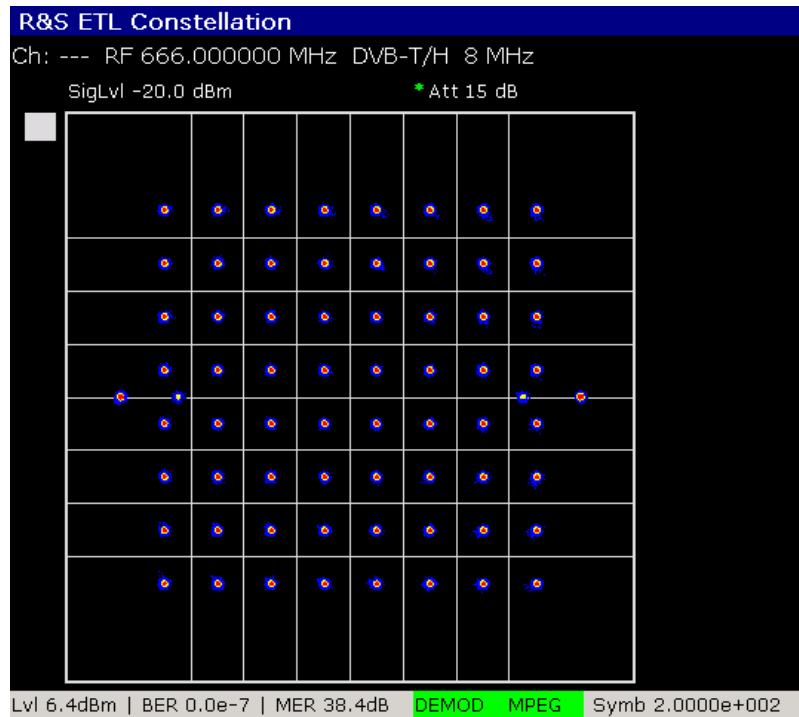 R&S ETL Constellation
Ch: --- RF 666.000000 MHz DVB-T/H 8 MHz
SigLvl -20.0 dBm * Att 15 dB
Lvl 6.4dBm | BER 0.0e-7 | MER 38.4dB DEMOD MPEG Symb 2.0000e+002